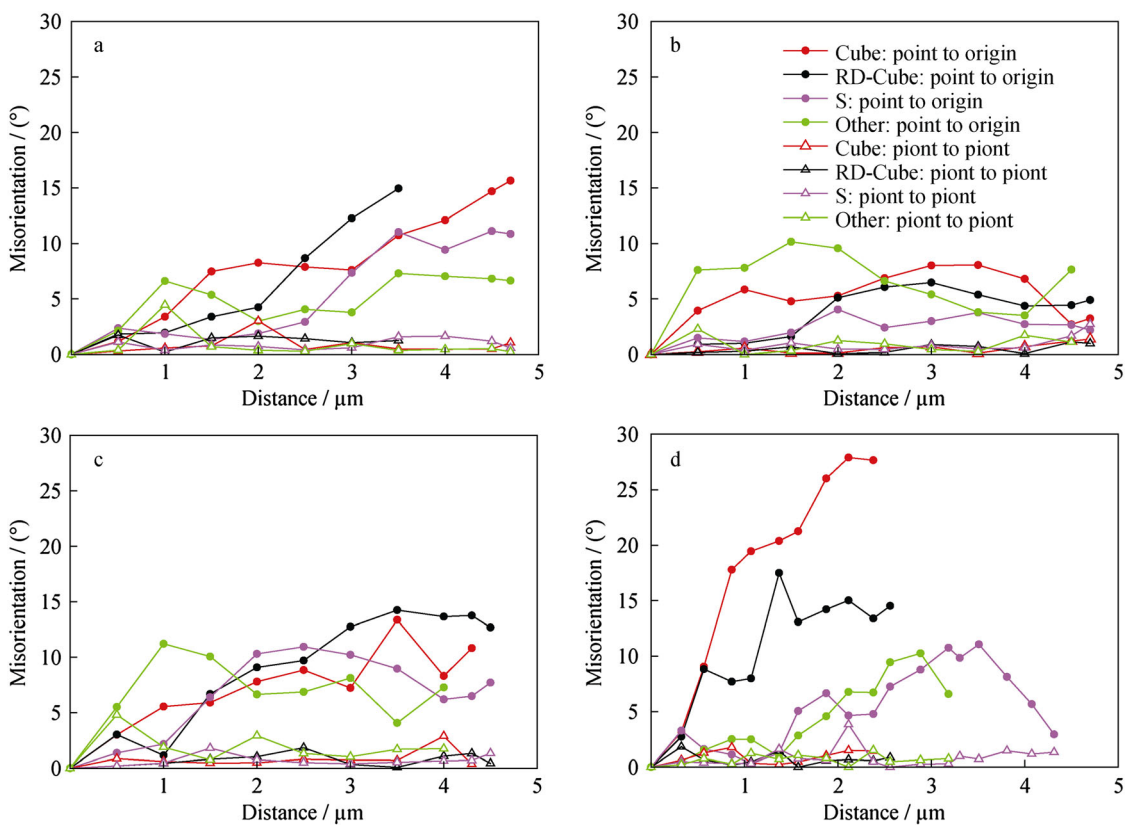 30
25
20
15
10
5
0
Misorientation / (°)
a
1
2
3
4
5
Distance / µm
30
25
20
15
10
5
0
Misorientation / (°)
b
Cube: point to origin
RD-Cube: point to origin
S: point to origin
Other: point to origin
Cube: piont to piont
RD-Cube: piont to piont
S: piont to piont
Other: piont to piont
1
2
3
4
5
Distance / µm
30
25
20
15
10
5
0
Misorientation / (°)
c
1
2
3
4
5
Distance / µm
30
25
20
15
10
5
0
Misorientation / (°)
d
1
2
3
4
5
Distance / µm